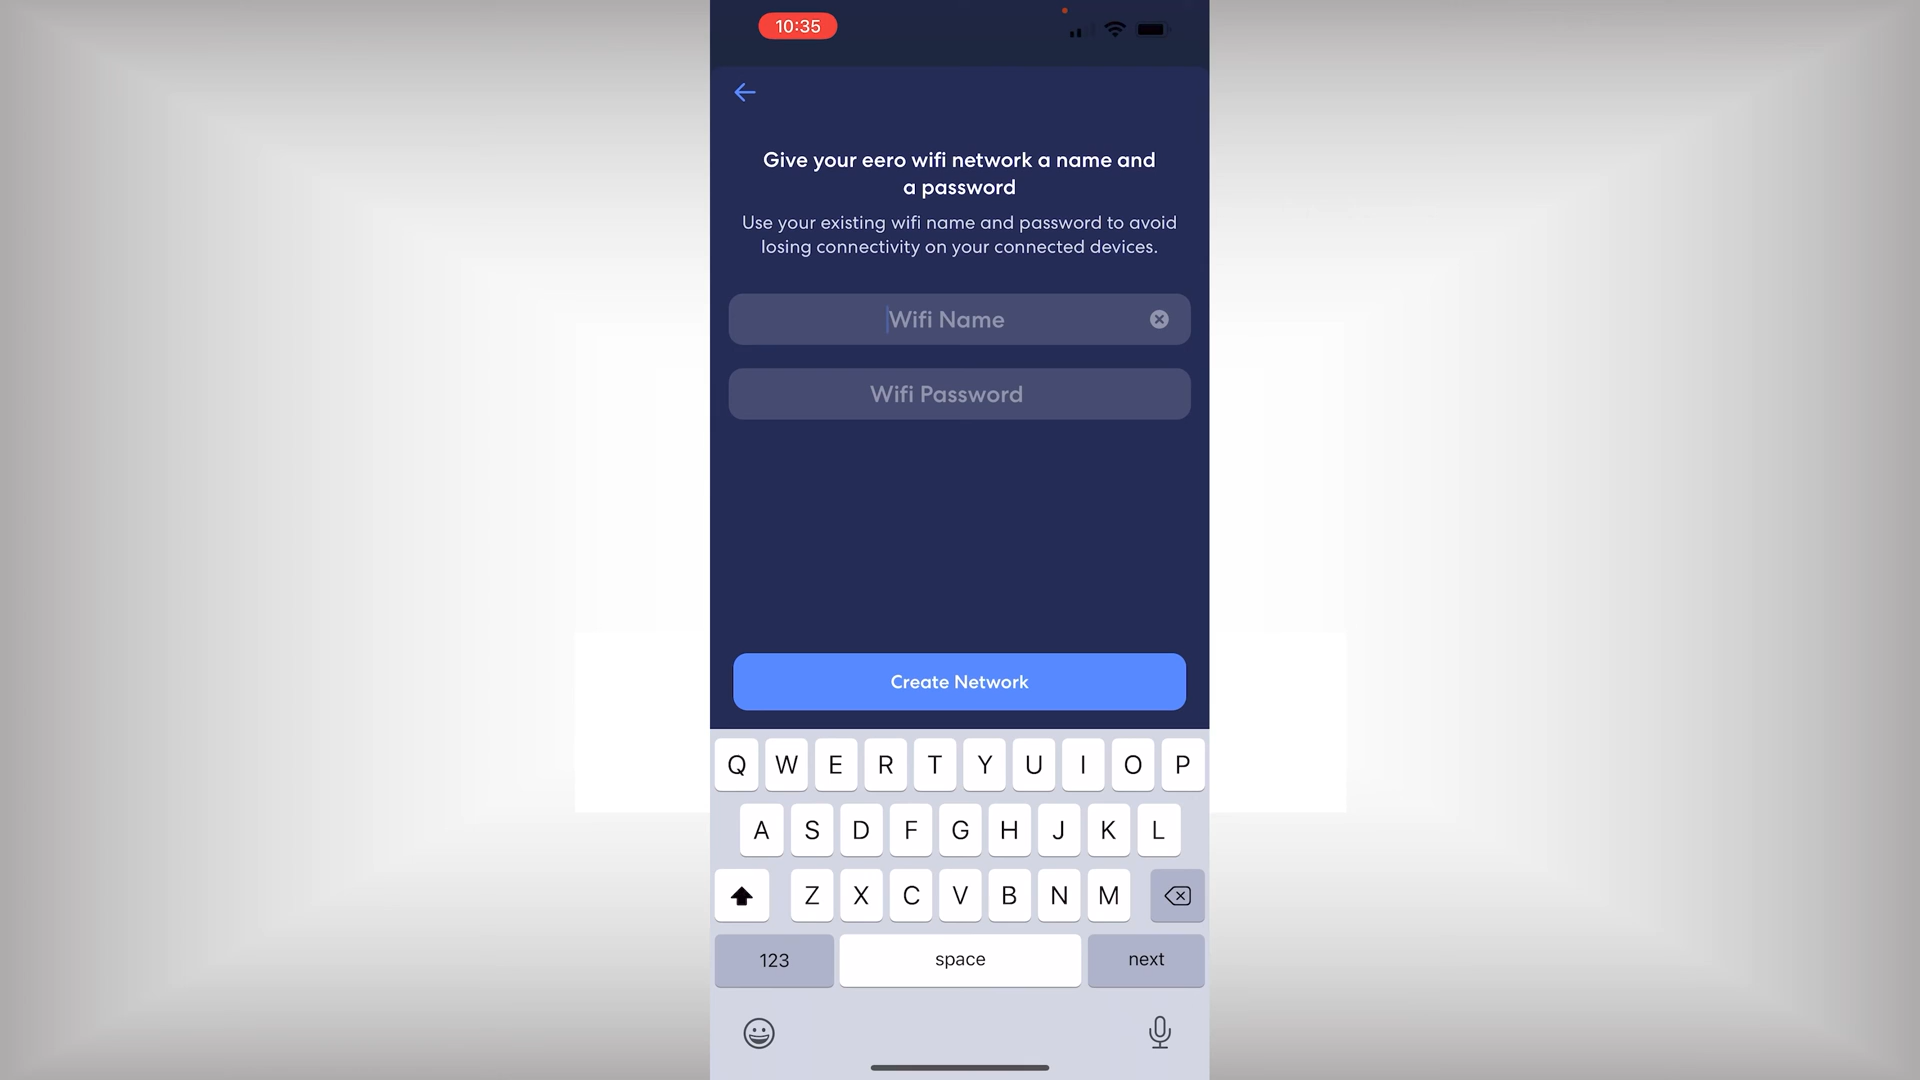 10:35
Give your eero wifi network a name and
a password
Use your existing wifi name and password to avoid
losing connectivity on your connected devices.
Wifi Name
Wifi Password
Create Network
Q W E R T Y U I O P
A S D F G H J K L
Z X C V B N M
123 space next